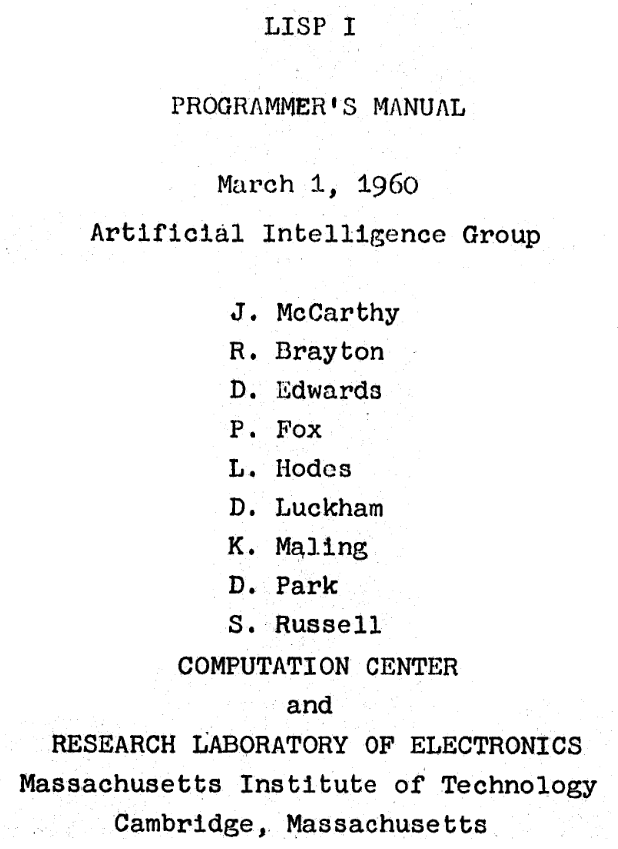 LISP I
PROGRAMMER'S MANUAL
March 1, 1960
Artificial Intelligence Group
J. McCarthy
R. Brayton
D. Edwards
P. Fox
L. Hodes
D. Luckham
K. Maling
D. Park
S. Russell
COMPUTATION CENTER
and
RESEARCH LABORATORY OF ELECTRONICS
Massachusetts Institute of Technology
Cambridge, Massachusetts